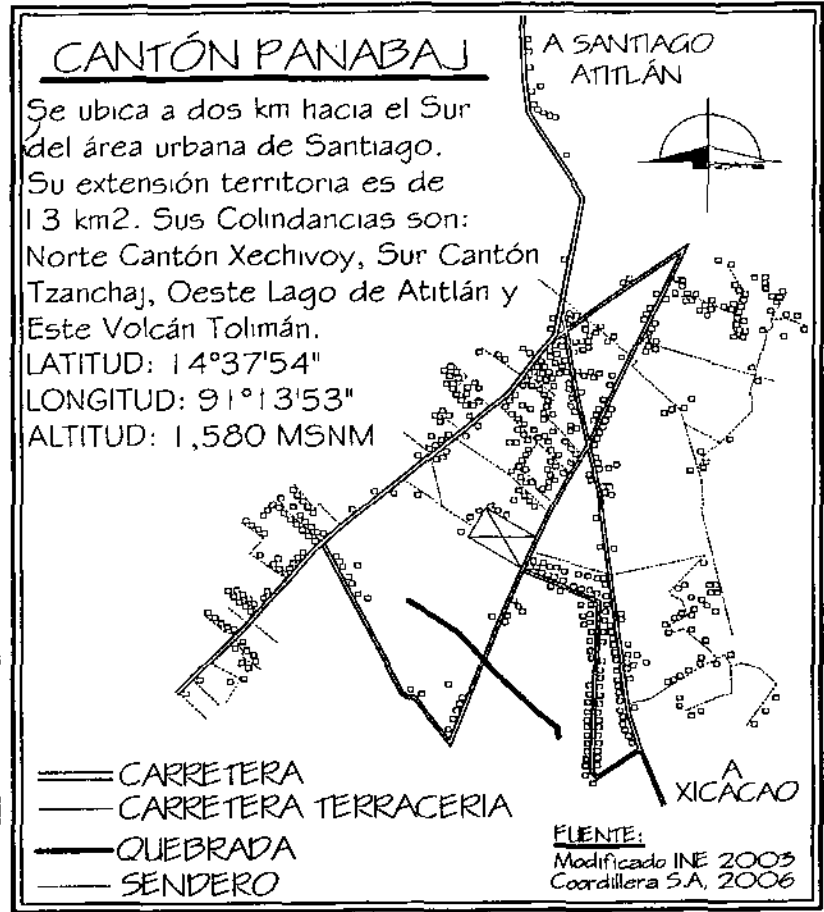 CANTÓN PANABAJ
Se ubica a dos km hacia el Sur
del área urbana de Santiago.
Su extensión territoria es de
13 km2. Sus Colindancias son:
Norte Cantón Xechivoy, Sur Cantón
Tzanchaj, Oeste Lago de Atitlán y
Este Volcán Tolimán.
LATITUD: 14°37'54"
LONGITUD: 91°13'53"
ALTITUD: 1,580 MSNM
A SANTIAGO
ATITLÁN
A
XICACAO
CARRETERA
CARRETERA TERRACERIA
QUEBRADA
SENDERO
FUENTE:
Modificado INE 2003
Coordillera S.A, 2006